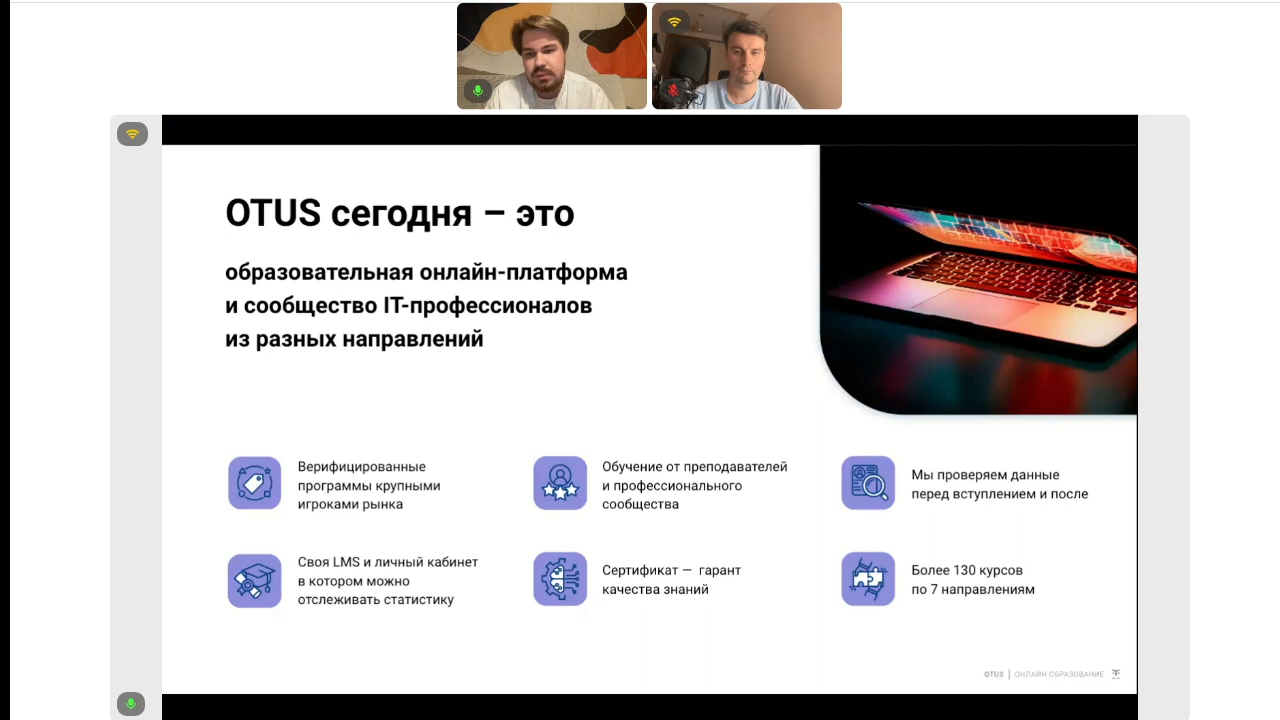 OTUS сегодня – это
образовательная онлайн-платформа
и сообщество IT-профессионалов
из разных направлений
Верифицированные
программы крупными
игроками рынка
Обучение от преподавателей
и профессионального
сообщества
Мы проверяем данные
перед вступлением и после
Своя LMS и личный кабинет
в котором можно
отслеживать статистику
Сертификат — гарант
качества знаний
Более 130 курсов
по 7 направлениям
OTUS | ОНЛАЙН ОБРАЗОВАНИЕ